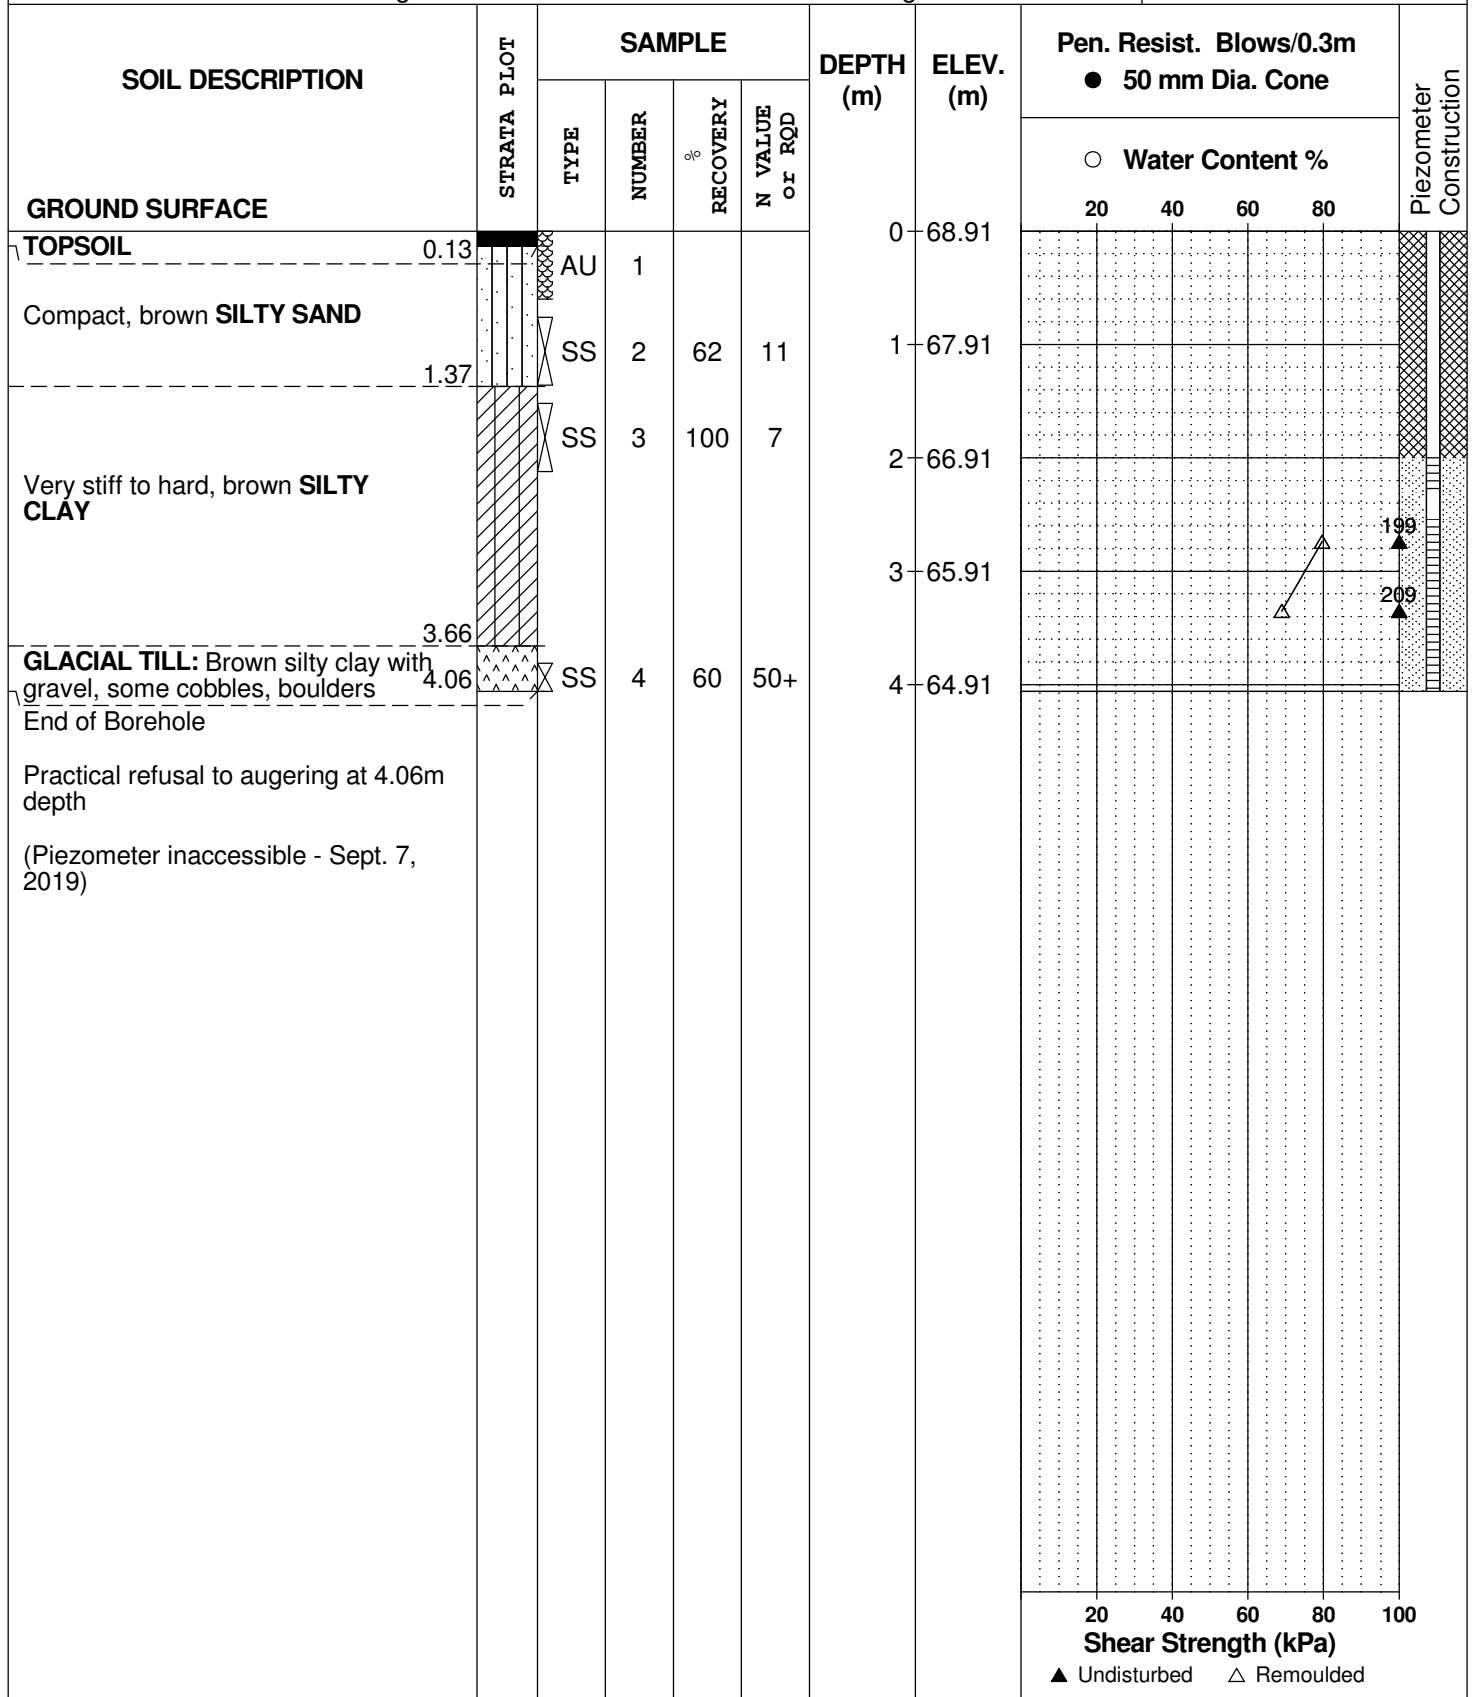 SOIL DESCRIPTION
GROUND SURFACE
STRATA PLOT
SAMPLE
TYPE
NUMBER
%
RECOVERY
N VALUE
or RQD
DEPTH
(m)
ELEV.
(m)
Pen. Resist. Blows/0.3m
● 50 mm Dia. Cone
○ Water Content %
20 40 60 80
Piezometer
Construction
0 68.91
TOPSOIL 0.13
AU 1
Compact, brown SILTY SAND
SS 2 62 11
1 67.91
1.37
SS 3 100 7
2 66.91
Very stiff to hard, brown SILTY
CLAY
199
3 65.91
209
3.66
GLACIAL TILL: Brown silty clay with
gravel, some cobbles, boulders 4.06
SS 4 60 50+
4 64.91
End of Borehole
Practical refusal to augering at 4.06m
depth
(Piezometer inaccessible - Sept. 7,
2019)
20 40 60 80 100
Shear Strength (kPa)
▲ Undisturbed △ Remoulded